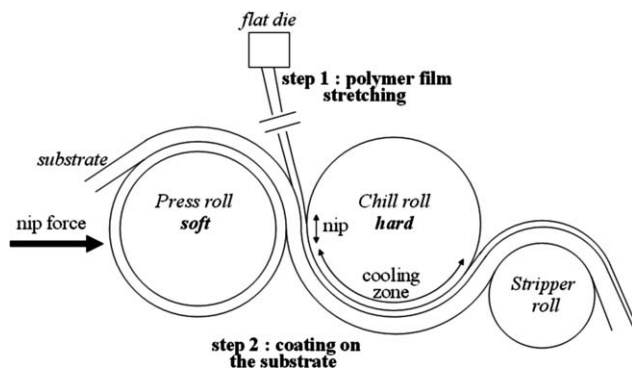 flat die
step 1 : polymer film
stretching
substrate
Press roll
soft
Chill roll
hard
nip force
nip
cooling
zone
Stripper
roll
step 2 : coating on
the substrate